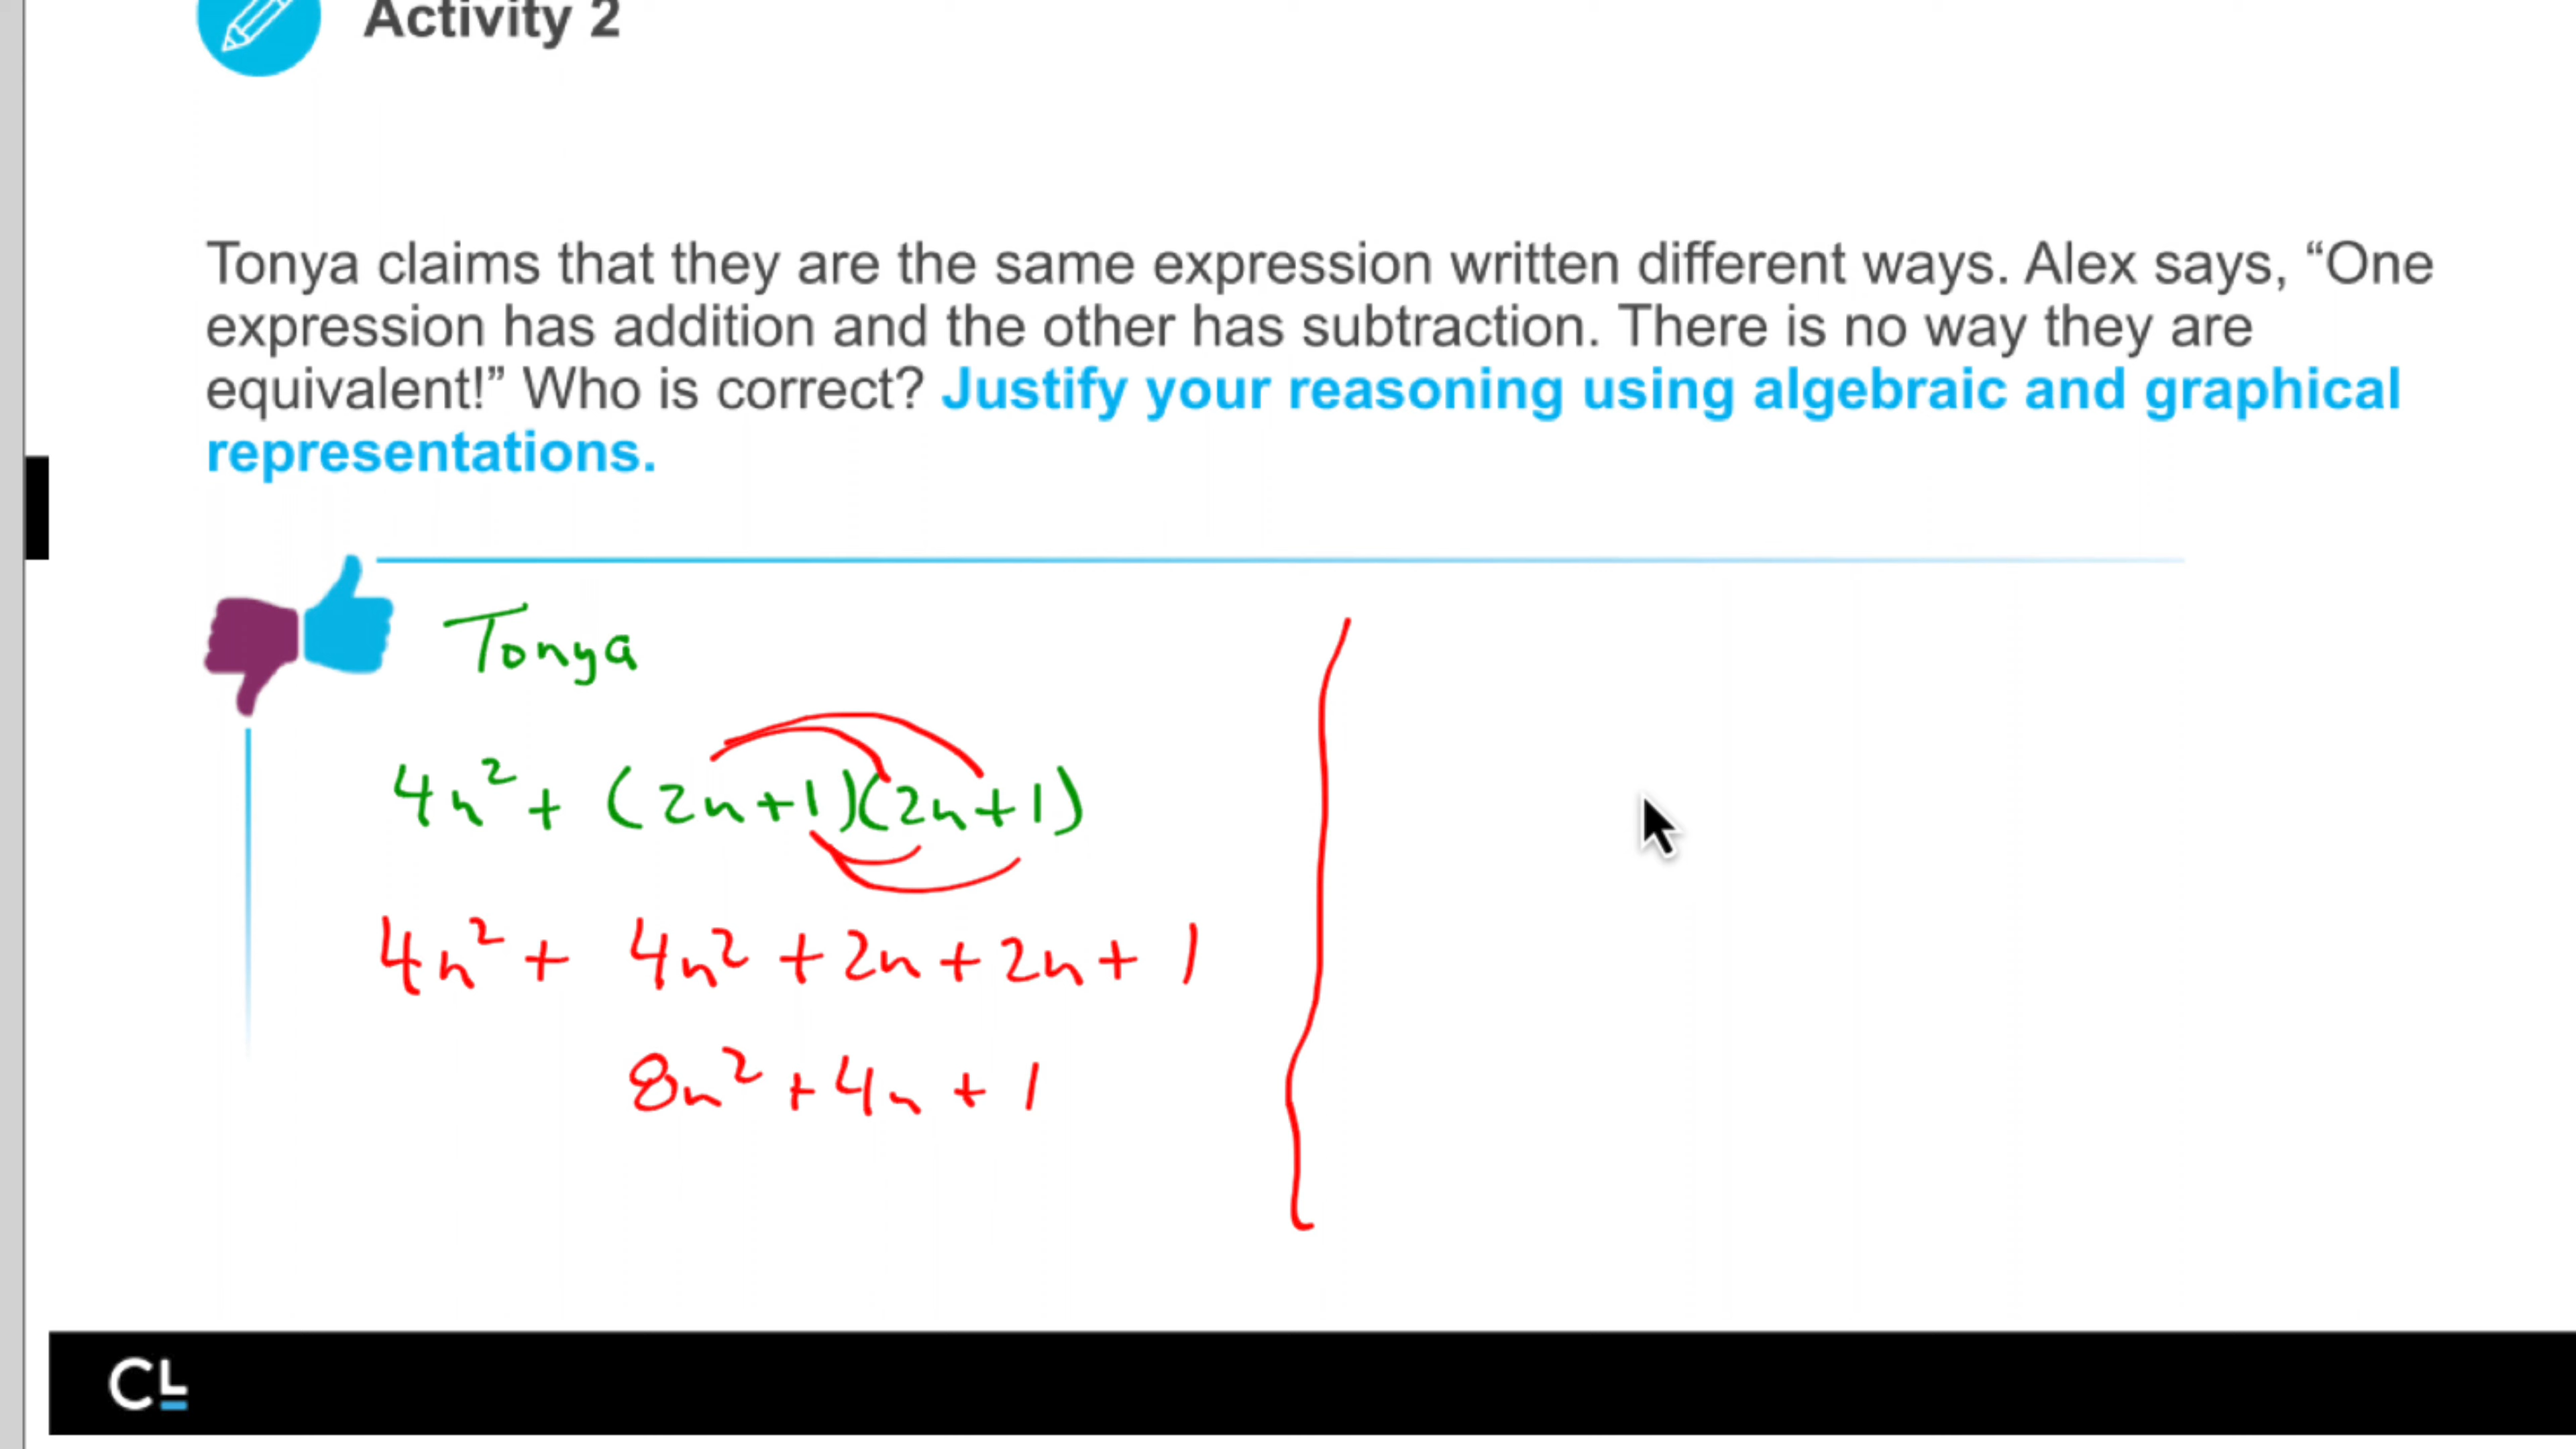 Activity 2
Tonya claims that they are the same expression written different ways. Alex says, “One
expression has addition and the other has subtraction. There is no way they are
equivalent!” Who is correct? Justify your reasoning using algebraic and graphical
representations.
Tonya
4n² + (2n+1)(2n+1)
4n² + 4n² + 2n + 2n + 1
8n² + 4n + 1
CL